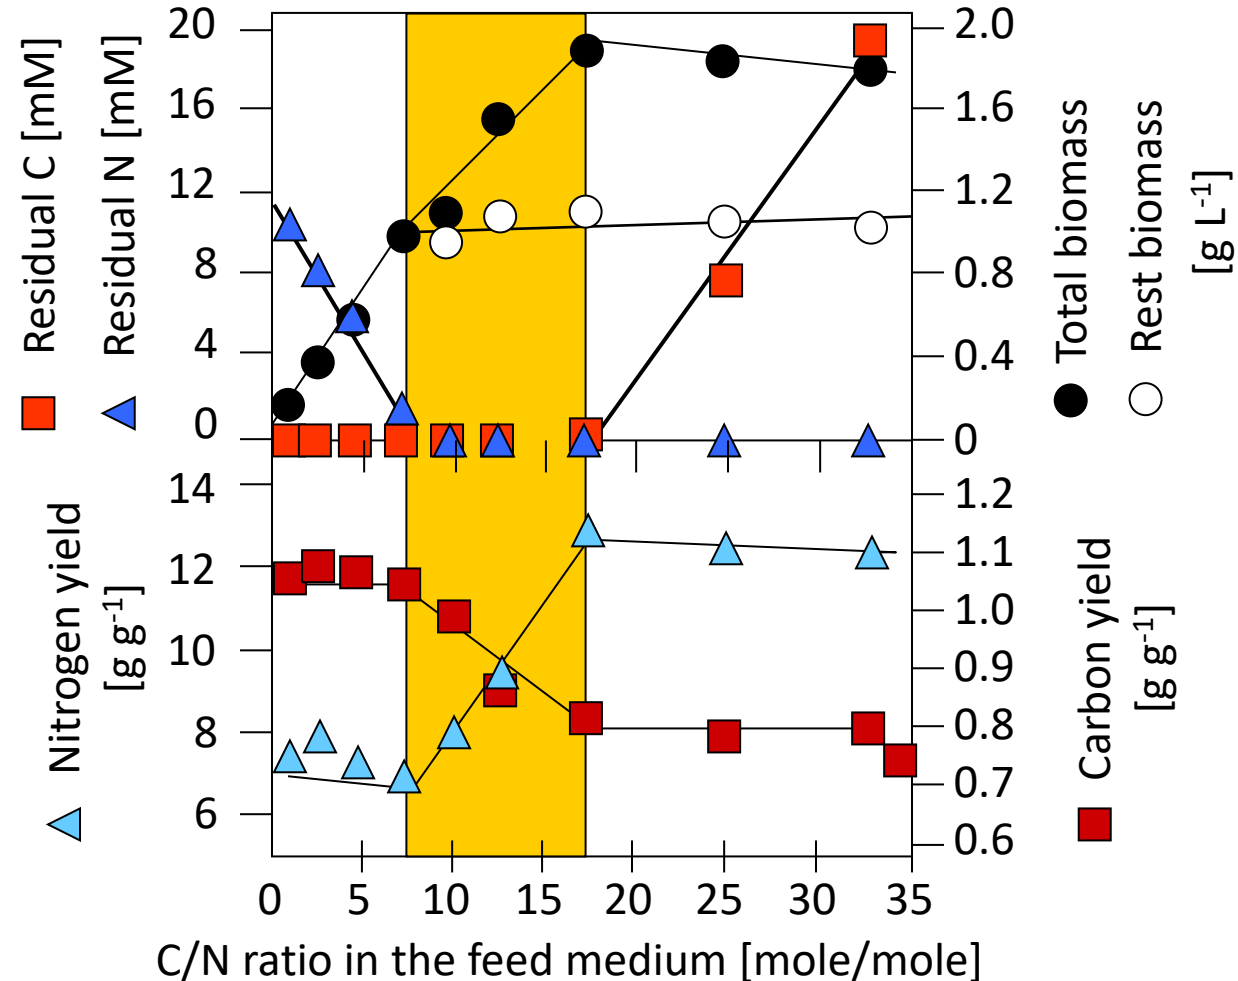 Residual C [mM]
Residual N [mM]
20
16
12
8
4
0
2.0
1.6
1.2
0.8
0.4
0
Total biomass
Rest biomass
[g L-1]
Nitrogen yield
[g g-1]
14
12
10
8
6
1.2
1.1
1.0
0.9
0.8
0.7
0.6
Carbon yield
[g g-1]
0 5 10 15 20 25 30 35
C/N ratio in the feed medium [mole/mole]